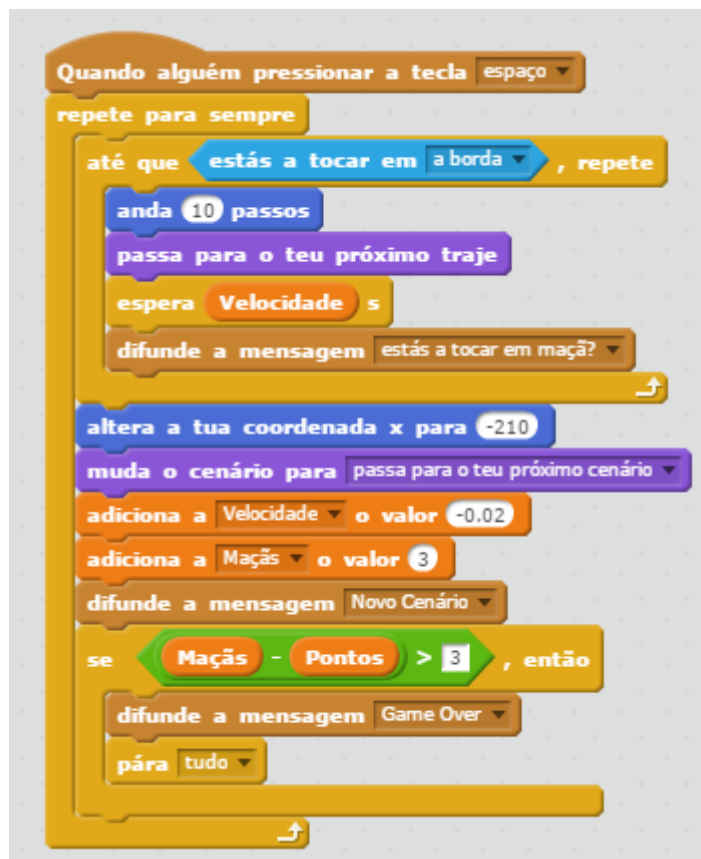 Quando alguém pressionar a tecla espaço
repete para sempre
até que estás a tocar em a borda , repete
anda 10 passos
passa para o teu próximo traje
espera Velocidade s
difunde a mensagem estás a tocar em maçã?
altera a tua coordenada x para -210
muda o cenário para passa para o teu próximo cenário
adiciona a Velocidade o valor -0.02
adiciona a Maçãs o valor 3
difunde a mensagem Novo Cenário
se Maçãs - Pontos > 3 , então
difunde a mensagem Game Over
pára tudo